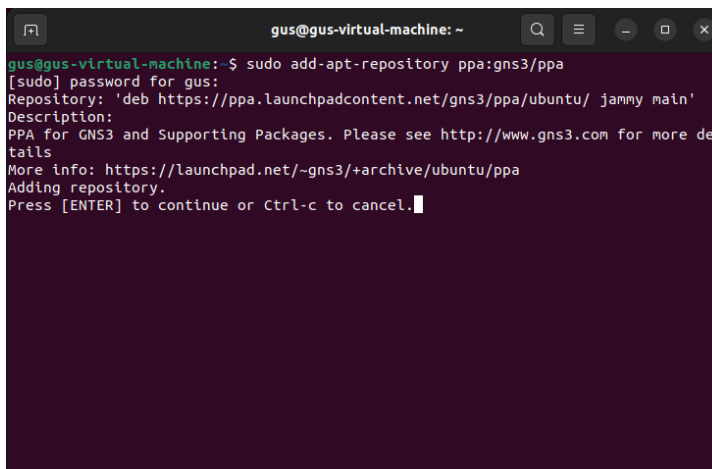 gus@gus-virtual-machine: ~
gus@gus-virtual-machine:~$ sudo add-apt-repository ppa:gns3/ppa
[sudo] password for gus:
Repository: 'deb https://ppa.launchpadcontent.net/gns3/ppa/ubuntu/ jammy main'
Description:
PPA for GNS3 and Supporting Packages. Please see http://www.gns3.com for more de
tails
More info: https://launchpad.net/~gns3/+archive/ubuntu/ppa
Adding repository.
Press [ENTER] to continue or Ctrl-c to cancel.